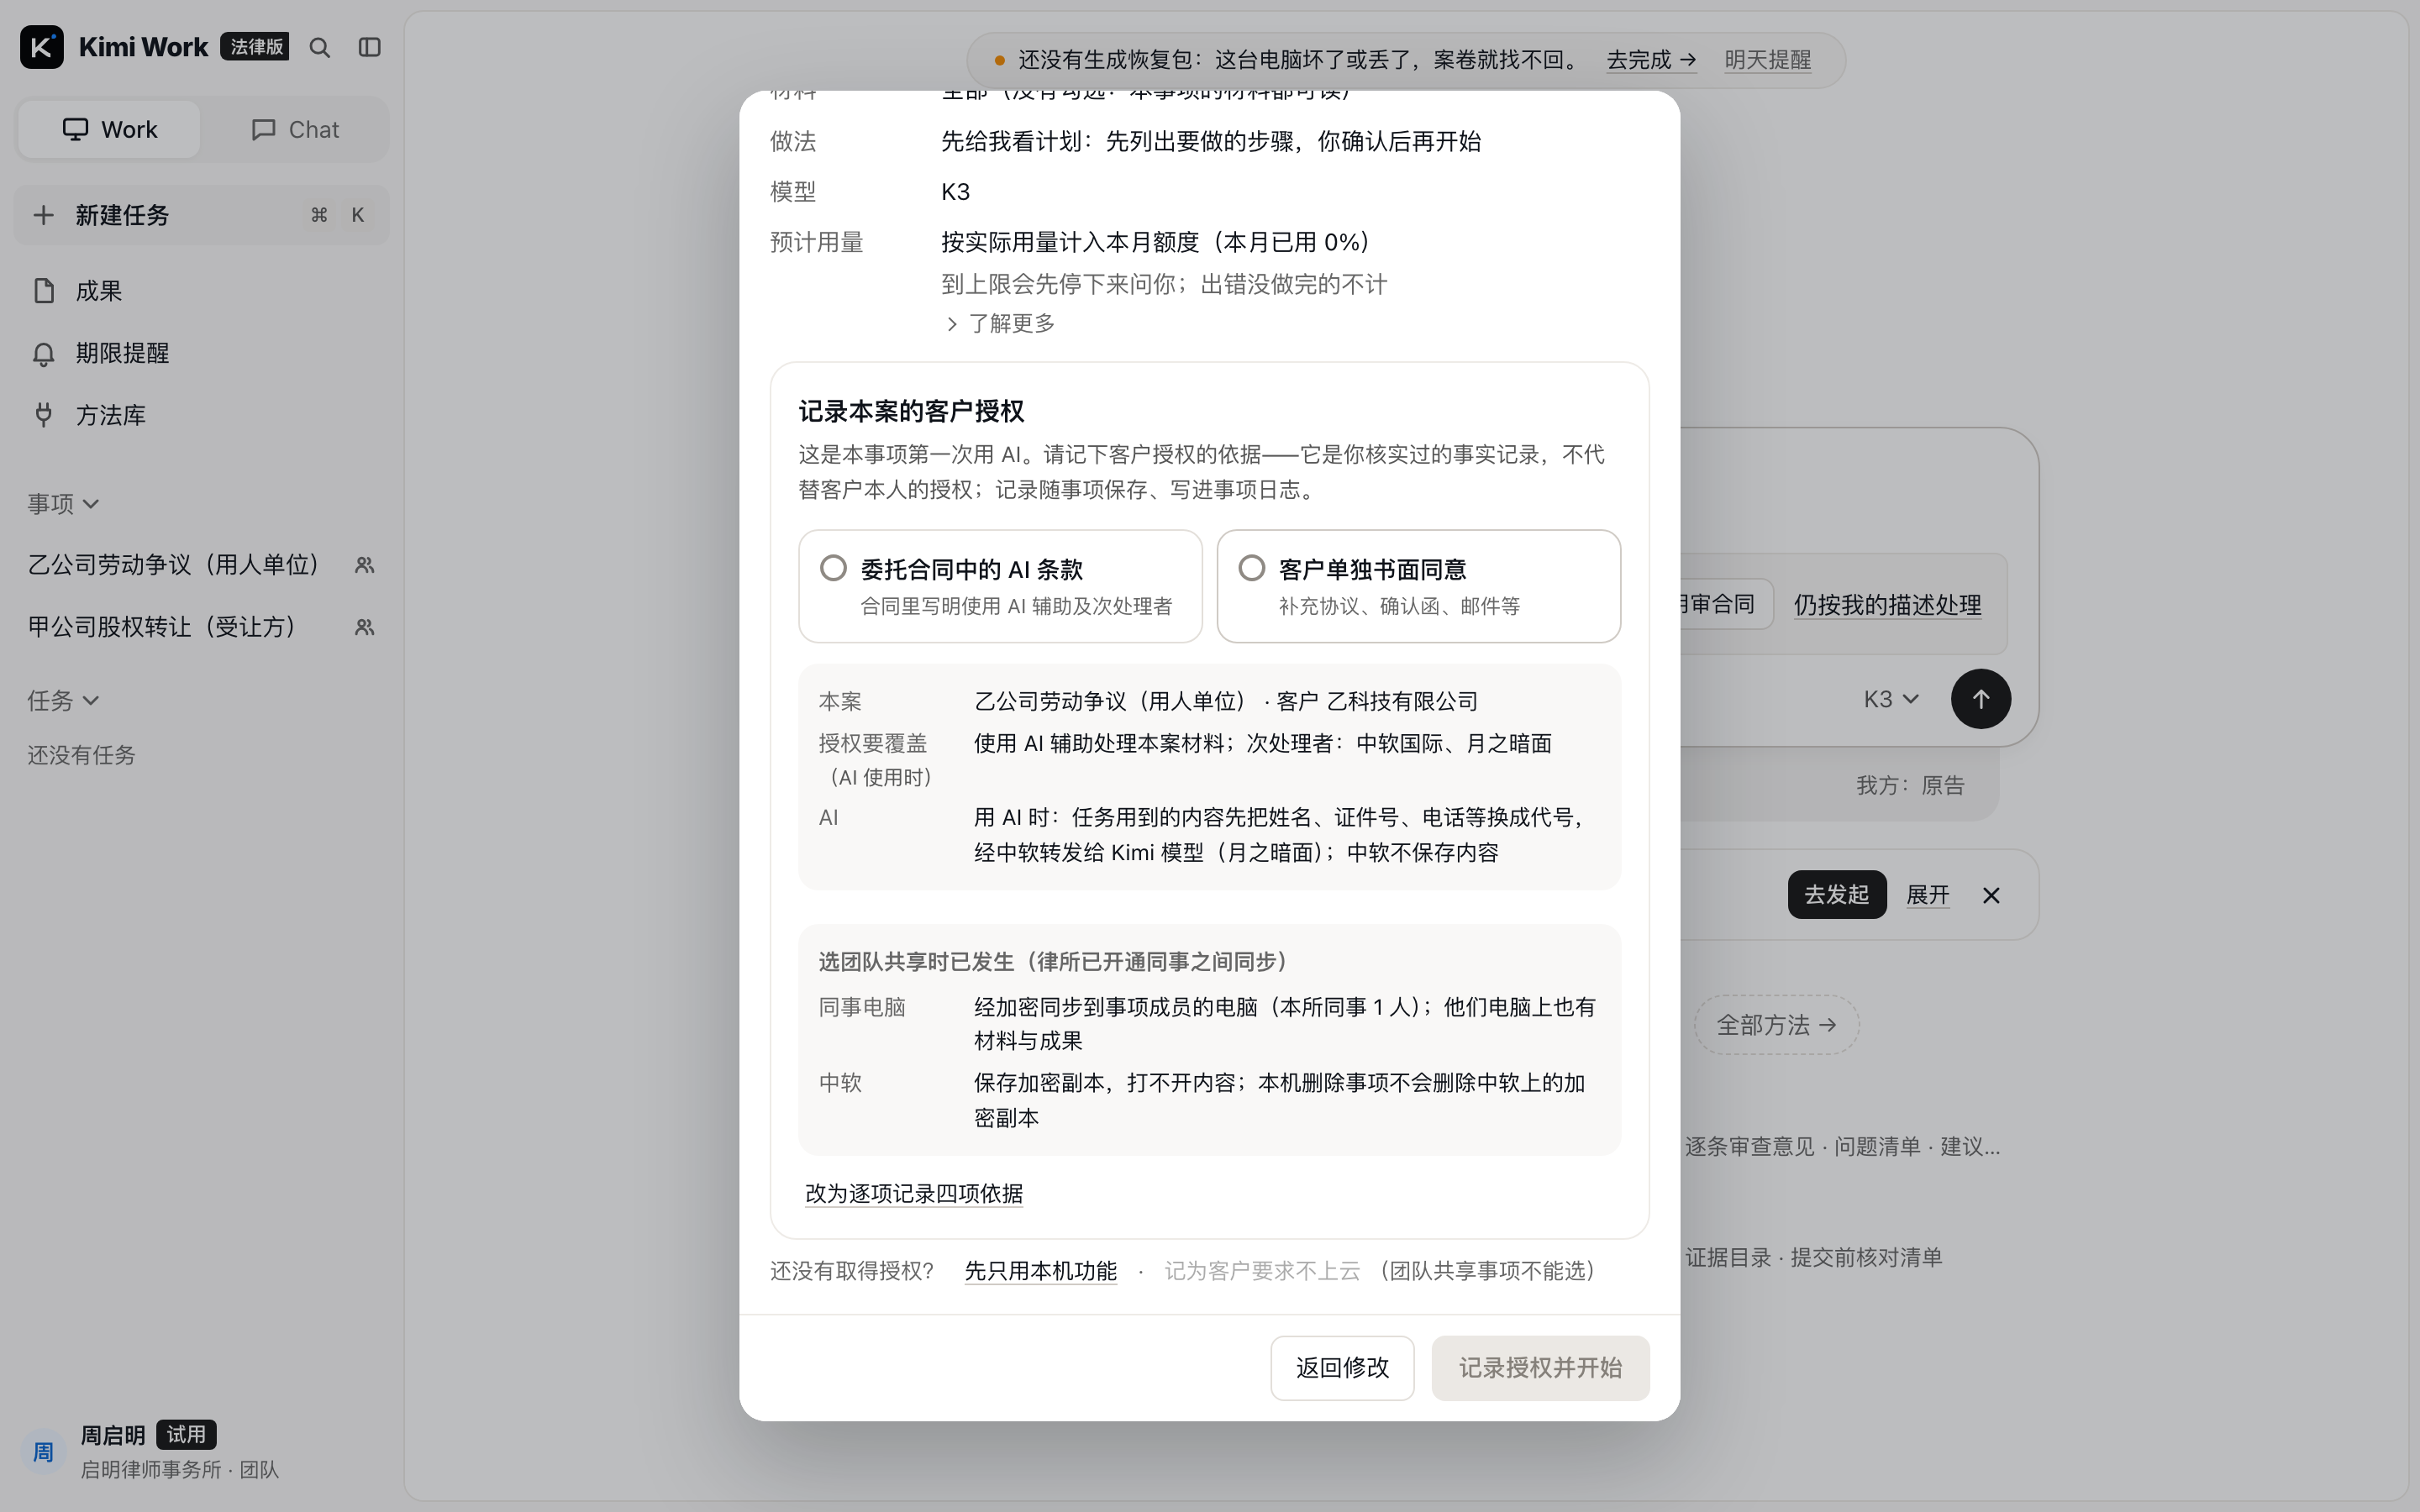 Kimi Work 法律版
Work
Chat
新建任务 ⌘ K
成果
期限提醒
方法库
事项
乙公司劳动争议（用人单位）
甲公司股权转让（受让方）
任务
还没有任务
周 周启明 试用
启明律师事务所 · 团队
还没有生成恢复包：这台电脑坏了或丢了，案卷就找不回。 去完成 → 明天提醒
材料 全部（没有勾选：本事项的材料都可读）
做法 先给我看计划：先列出要做的步骤，你确认后再开始
模型 K3
预计用量 按实际用量计入本月额度（本月已用 0%）
到上限会先停下来问你；出错没做完的不计
了解更多
记录本案的客户授权
这是本事项第一次用 AI。请记下客户授权的依据——它是你核实过的事实记录，不代
替客户本人的授权；记录随事项保存、写进事项日志。
委托合同中的 AI 条款
合同里写明使用 AI 辅助及次处理者
客户单独书面同意
补充协议、确认函、邮件等
本案 乙公司劳动争议（用人单位） · 客户 乙科技有限公司
授权要覆盖 使用 AI 辅助处理本案材料；次处理者：中软国际、月之暗面
（AI 使用时）
AI 用 AI 时：任务用到的内容先把姓名、证件号、电话等换成代号，
经中软转发给 Kimi 模型（月之暗面）；中软不保存内容
选团队共享时已发生（律所已开通同事之间同步）
同事电脑 经加密同步到事项成员的电脑（本所同事 1 人）；他们电脑上也有
材料与成果
中软 保存加密副本，打不开内容；本机删除事项不会删除中软上的加
密副本
改为逐项记录四项依据
还没有取得授权？ 先只用本机功能 · 记为客户要求不上云 （团队共享事项不能选）
返回修改
记录授权并开始
审合同 仍按我的描述处理
K3
我方：原告
去发起 展开
全部方法 →
逐条审查意见 · 问题清单 · 建议...
证据目录 · 提交前核对清单